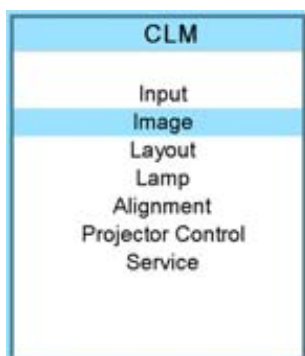 CLM
Input
Image
Layout
Lamp
Alignment
Projector Control
Service